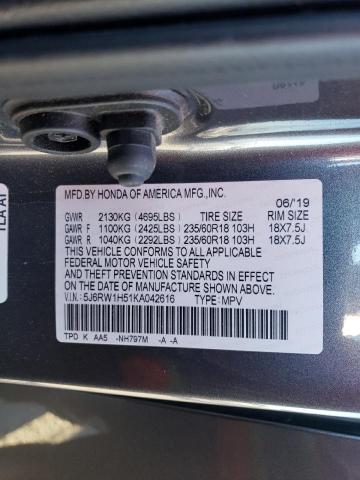 MFD.BY HONDA OF AMERICA MFG.,INC.
06/'19
GVWR 2130KG (4695LBS) TIRE SIZE RIM SIZE
GAWR F 1100KG (2425LBS) 235/60R18 103H 18X7.5J
GAWR R 1040KG (2292LBS) 235/60R18 103H 18X7.5J
THIS VEHICLE CONFORMS TO ALL APPLICABLE
FEDERAL MOTOR VEHICLE SAFETY
AND THEFT PREVENTION STANDARDS IN EFFECT
ON THE DATE OF MANUFACTURE SHOWN ABOVE.
V.I.N: 5J6RW1H51KA042616 TYPE: MPV
TPD K AA5 -NH797M -A -A